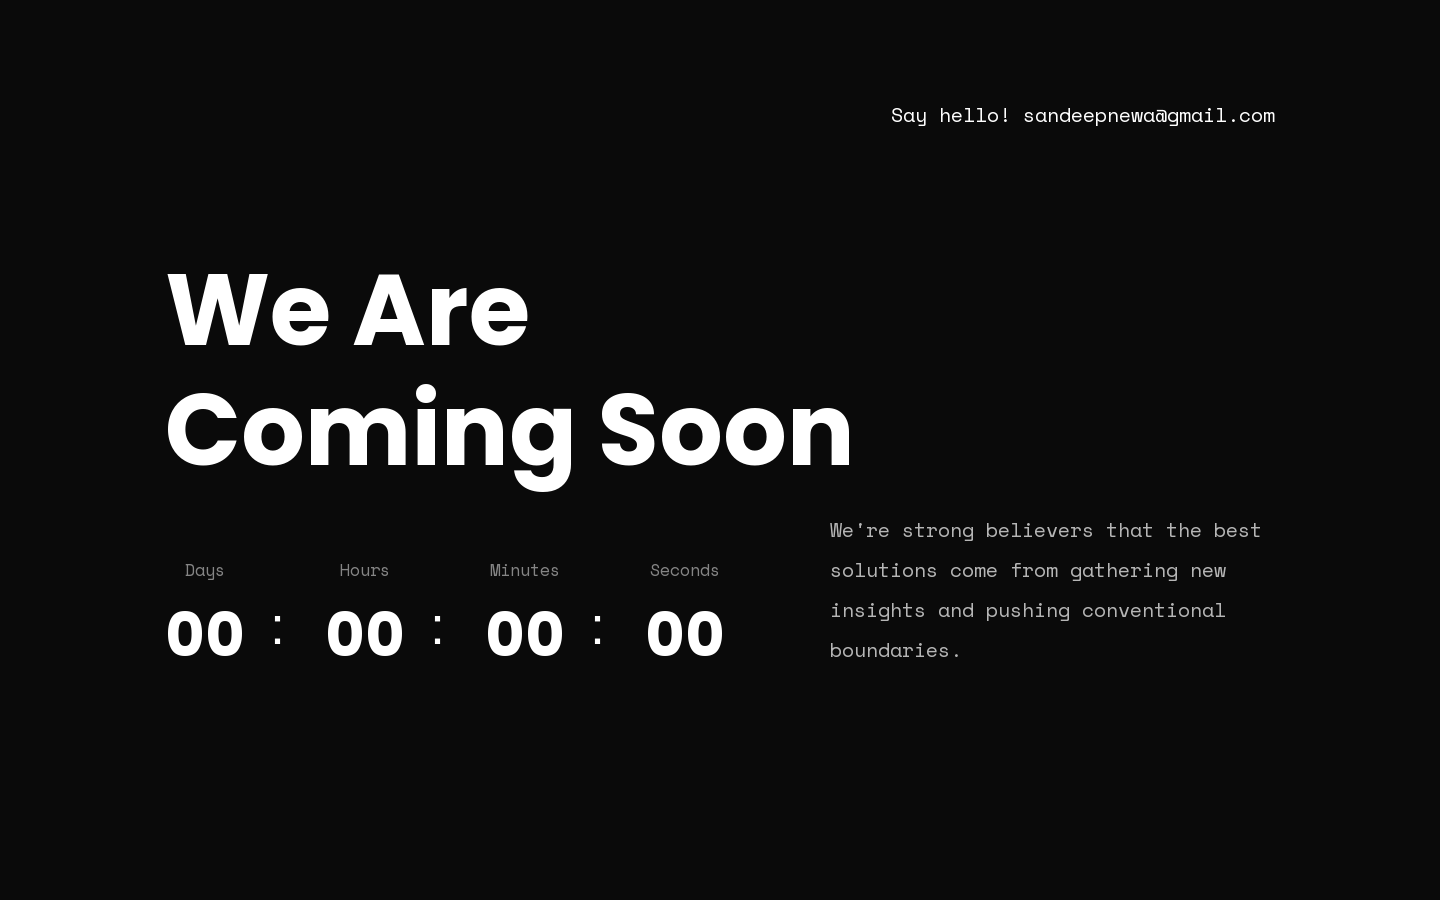 Say hello! sandeepnewa@gmail.com
We Are
Coming Soon
Days Hours Minutes Seconds
00 : 00 : 00 : 00
We're strong believers that the best
solutions come from gathering new
insights and pushing conventional
boundaries.